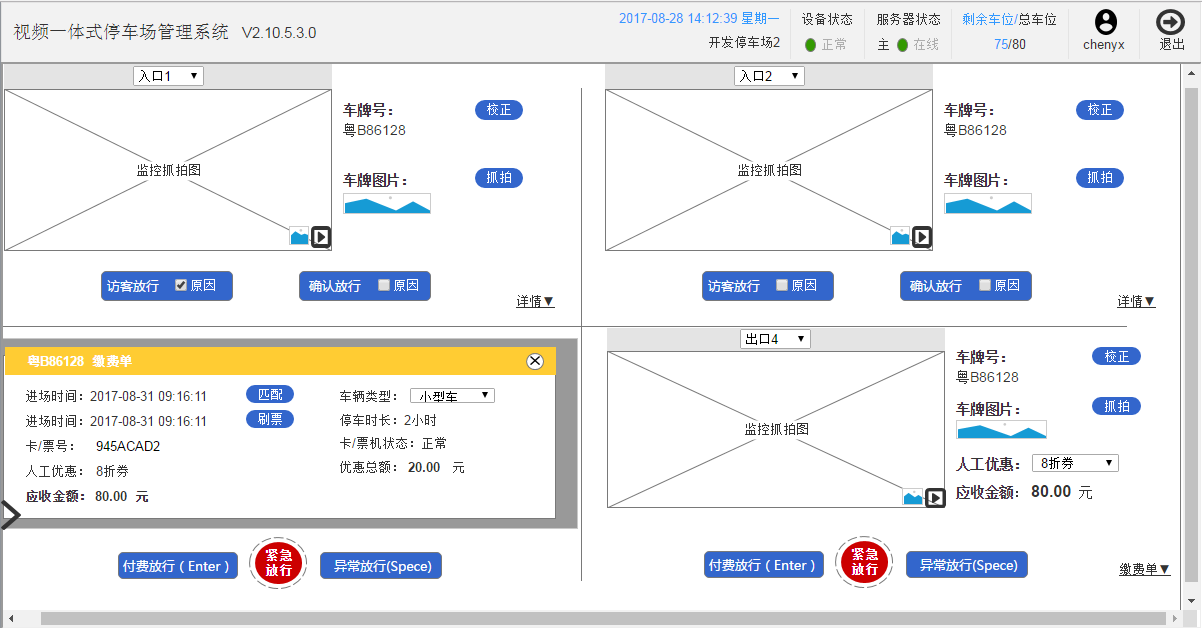 视频一体式停车场管理系统 V2.10.5.3.0
2017-08-28 14:12:39 星期一
开发停车场2
设备状态
正常
服务器状态
主 在线
剩余车位/总车位
75/80
chenyx
退出
入口1
监控抓拍图
车牌号：
粤B86128
校正
车牌图片：
抓拍
访客放行 原因
确认放行 原因
详情▼
入口2
监控抓拍图
车牌号：
粤B86128
校正
车牌图片：
抓拍
访客放行 原因
确认放行 原因
详情▼
粤B86128 缴费单
进场时间：2017-08-31 09:16:11
匹配
车辆类型： 小型车
进场时间：2017-08-31 09:16:11
刷票
停车时长：2小时
卡/票号： 945ACAD2
卡/票机状态：正常
人工优惠： 8折券
优惠总额：20.00 元
应收金额：80.00 元
付费放行（Enter）
紧急
放行
异常放行(Spece)
出口4
监控抓拍图
车牌号：
粤B86128
校正
车牌图片：
抓拍
人工优惠： 8折券
应收金额： 80.00 元
付费放行（Enter）
紧急
放行
异常放行(Spece)
缴费单▼